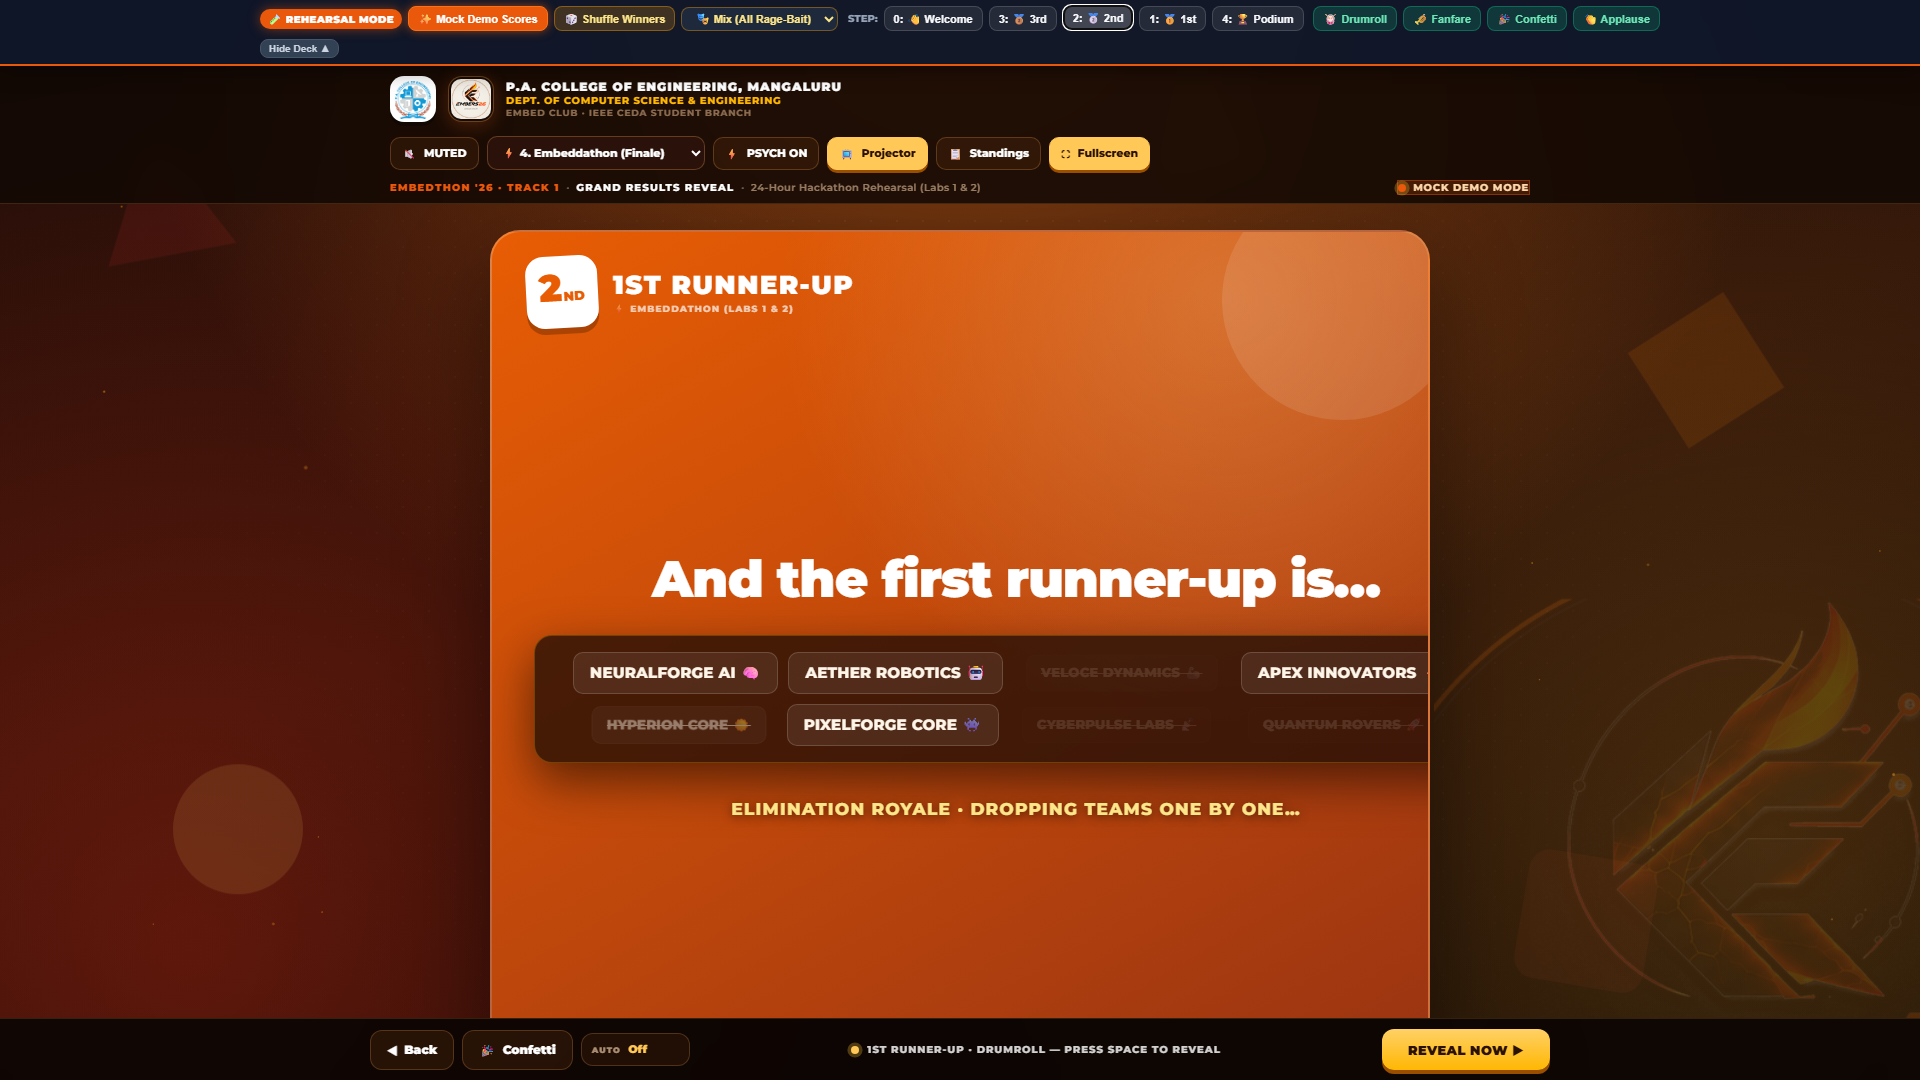 REHEARSAL MODE Mock Demo Scores Shuffle Winners Mix (All Rage-Bait) STEP: 0: Welcome 3: 3rd 2: 2nd 1: 1st 4: Podium Drumroll Fanfare Confetti Applause
Hide Deck ▲
P.A. COLLEGE OF ENGINEERING, MANGALURU
DEPT. OF COMPUTER SCIENCE & ENGINEERING
EMBED CLUB · IEEE CEDA STUDENT BRANCH
MUTED 4. Embeddathon (Finale) PSYCH ON Projector Standings Fullscreen
EMBEDTHON '26 · TRACK 1 · GRAND RESULTS REVEAL · 24-Hour Hackathon Rehearsal (Labs 1 & 2) MOCK DEMO MODE
2ND 1ST RUNNER-UP
EMBEDDATHON (LABS 1 & 2)
And the first runner-up is...
NEURALFORGE AI AETHER ROBOTICS VELOCE DYNAMICS APEX INNOVATORS
HYPERION CORE PIXELFORGE CORE CYBERPULSE LABS QUANTUM ROVERS
ELIMINATION ROYALE · DROPPING TEAMS ONE BY ONE...
◀ Back Confetti AUTO Off 1ST RUNNER-UP · DRUMROLL — PRESS SPACE TO REVEAL REVEAL NOW ▶